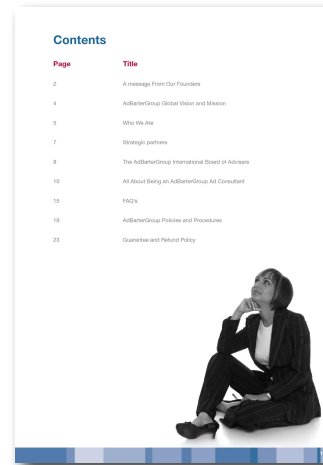 Contents
Page Title
2 A message From Our Founders
4 AdBarterGroup Global Vision and Mission
5 Who We Are
7 Strategic partners
8 The AdBarterGroup International Board of Advisers
10 All About Being an AdBarterGroup Ad Consultant
15 FAQ's
19 AdBarterGroup Policies and Procedures
23 Guarantee and Refund Policy